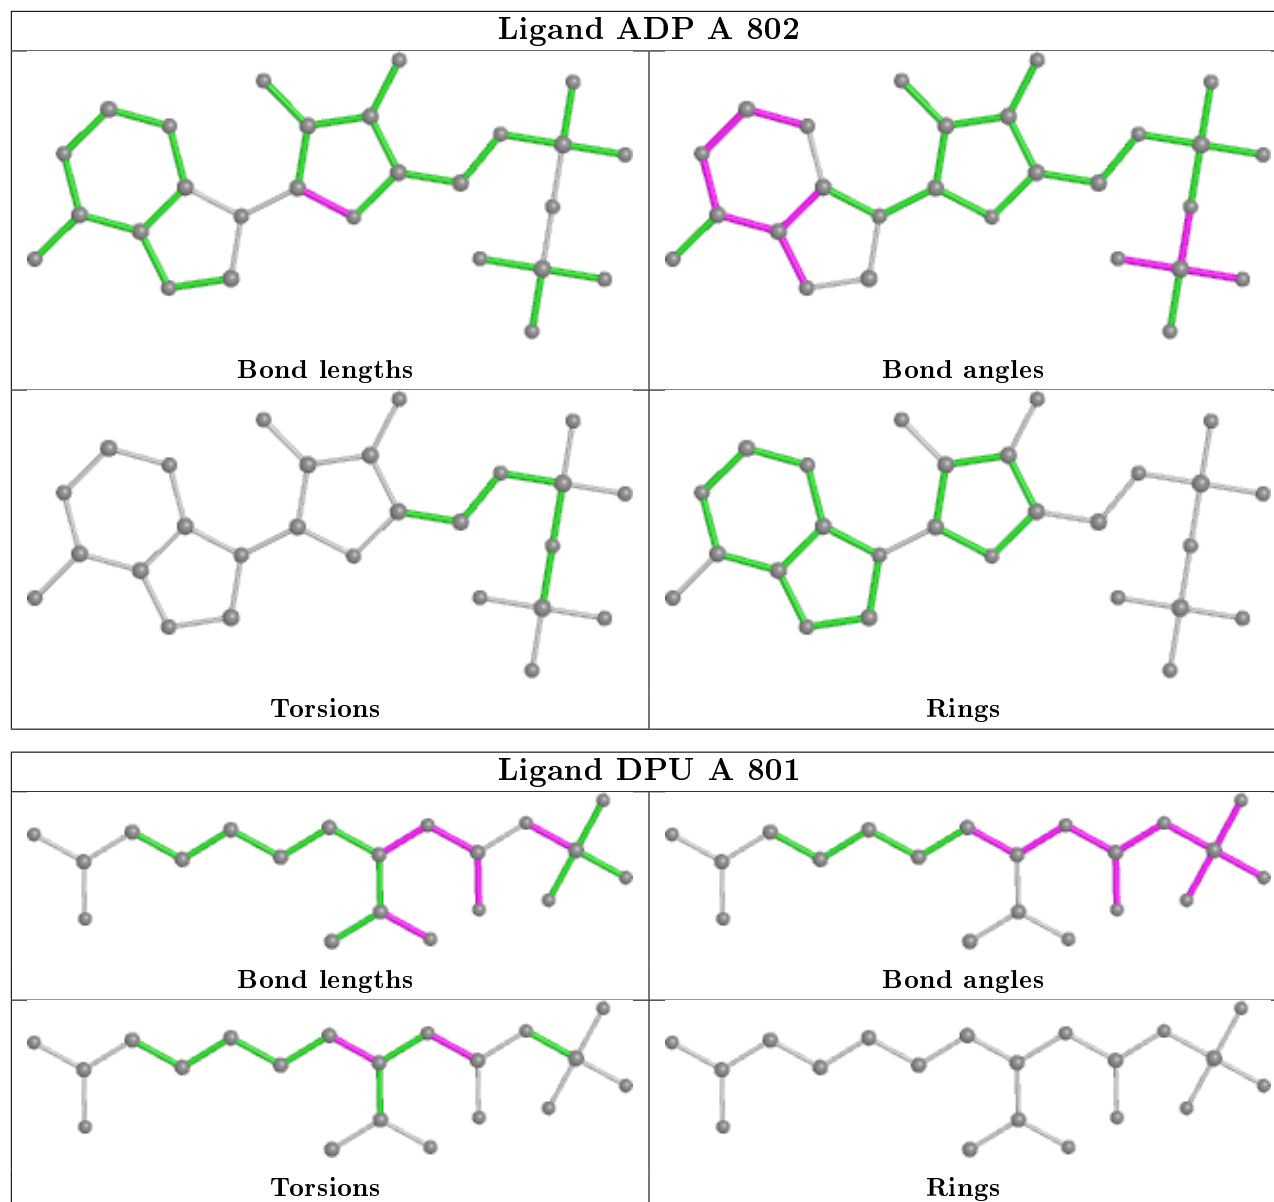 Ligand ADP A 802
Bond lengths
Bond angles
Torsions
Rings
Ligand DPU A 801
Bond lengths
Bond angles
Torsions
Rings